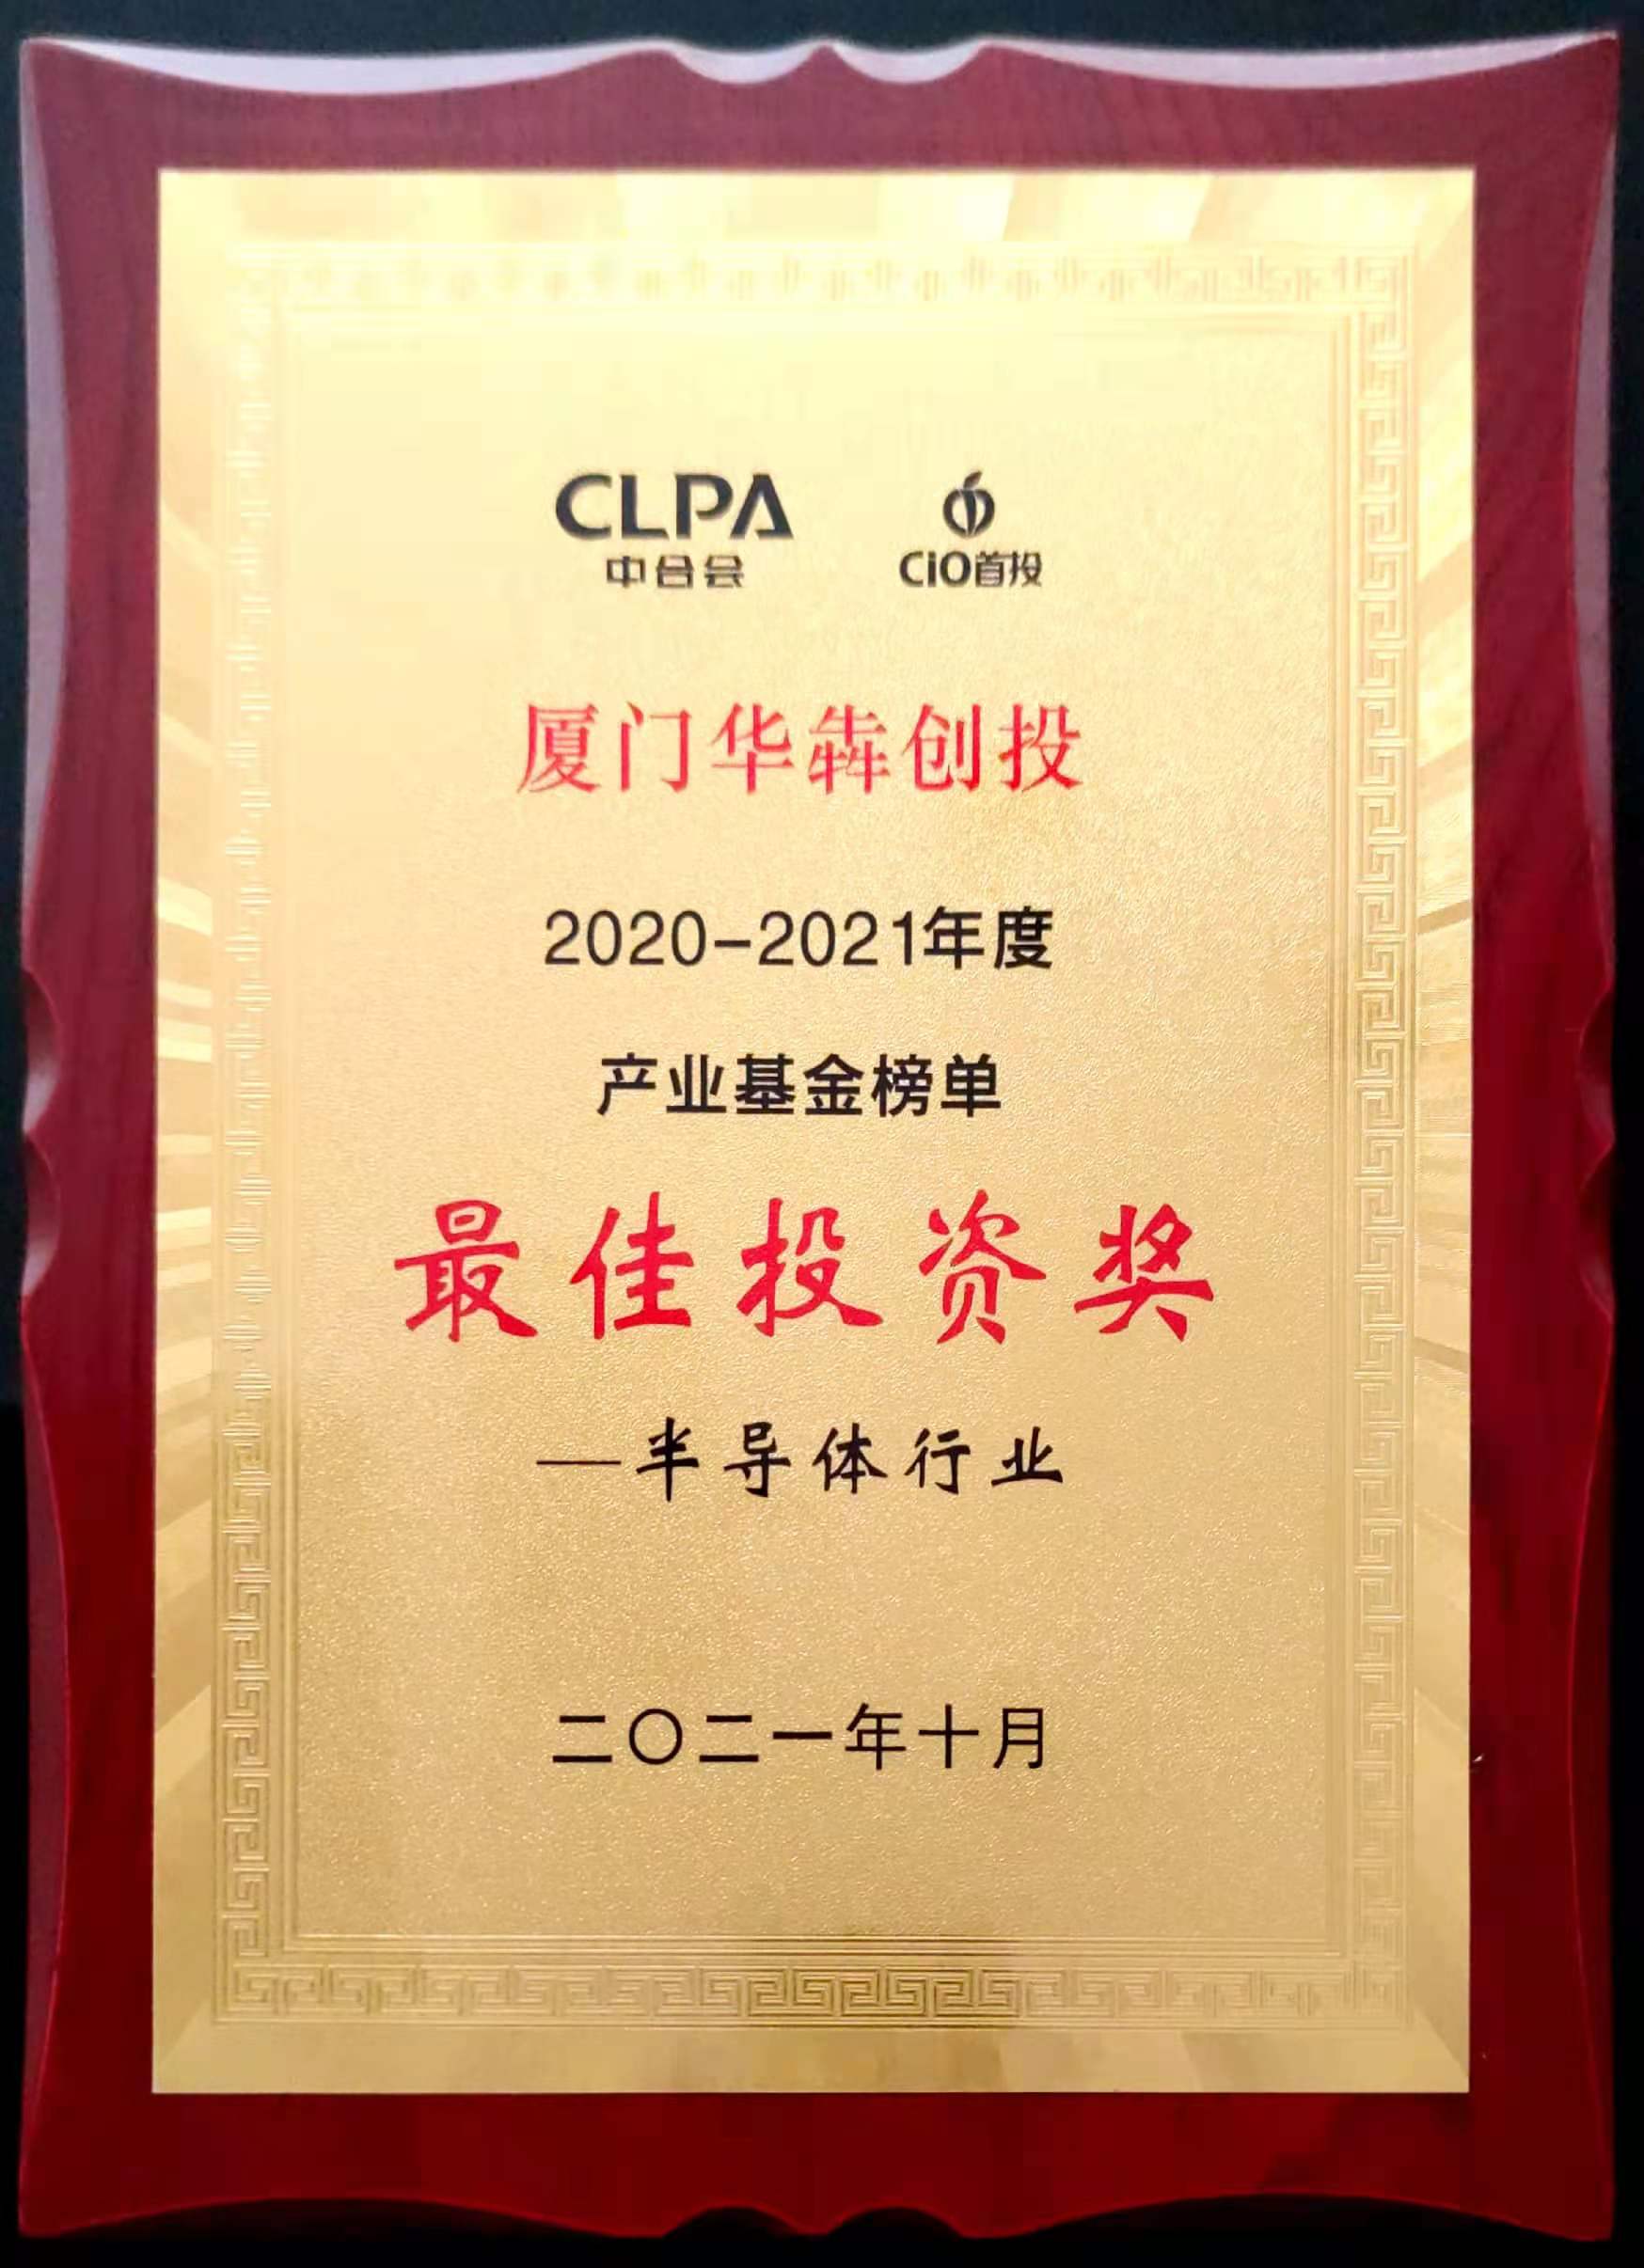 CLPA
中合会
CiO首投
厦门华犇创投
2020-2021年度
产业基金榜单
最佳投资奖
—半导体行业
二〇二一年十月